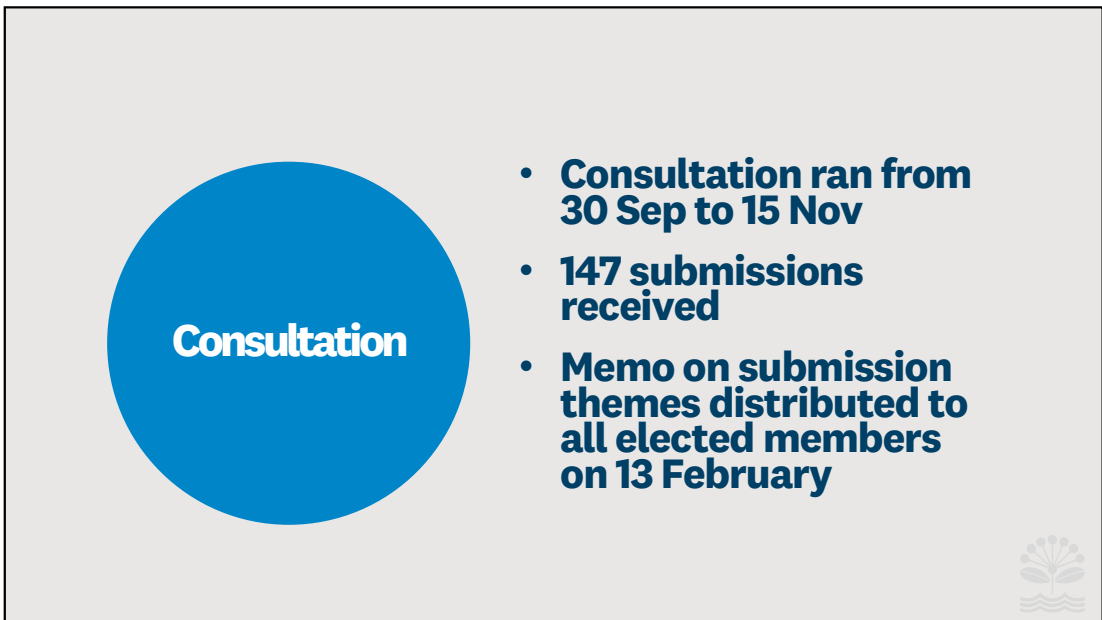 Consultation
• Consultation ran from
30 Sep to 15 Nov
• 147 submissions
received
• Memo on submission
themes distributed to
all elected members
on 13 February